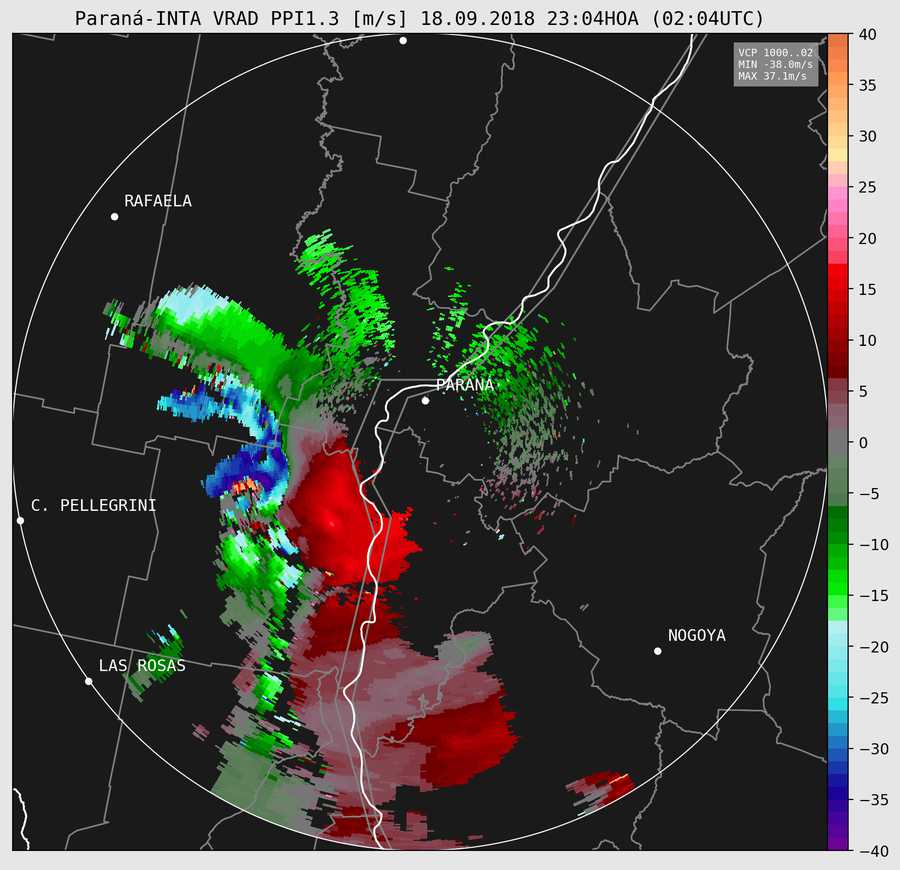 Paraná-INTA VRAD PPI1.3 [m/s] 18.09.2018 23:04HOA (02:04UTC)
VCP 1000..02
MIN -38.0m/s
MAX 37.1m/s
RAFAELA
PARANA
C. PELLEGRINI
NOGOYA
LAS ROSAS
40
35
30
25
20
15
10
5
0
−5
−10
−15
−20
−25
−30
−35
−40